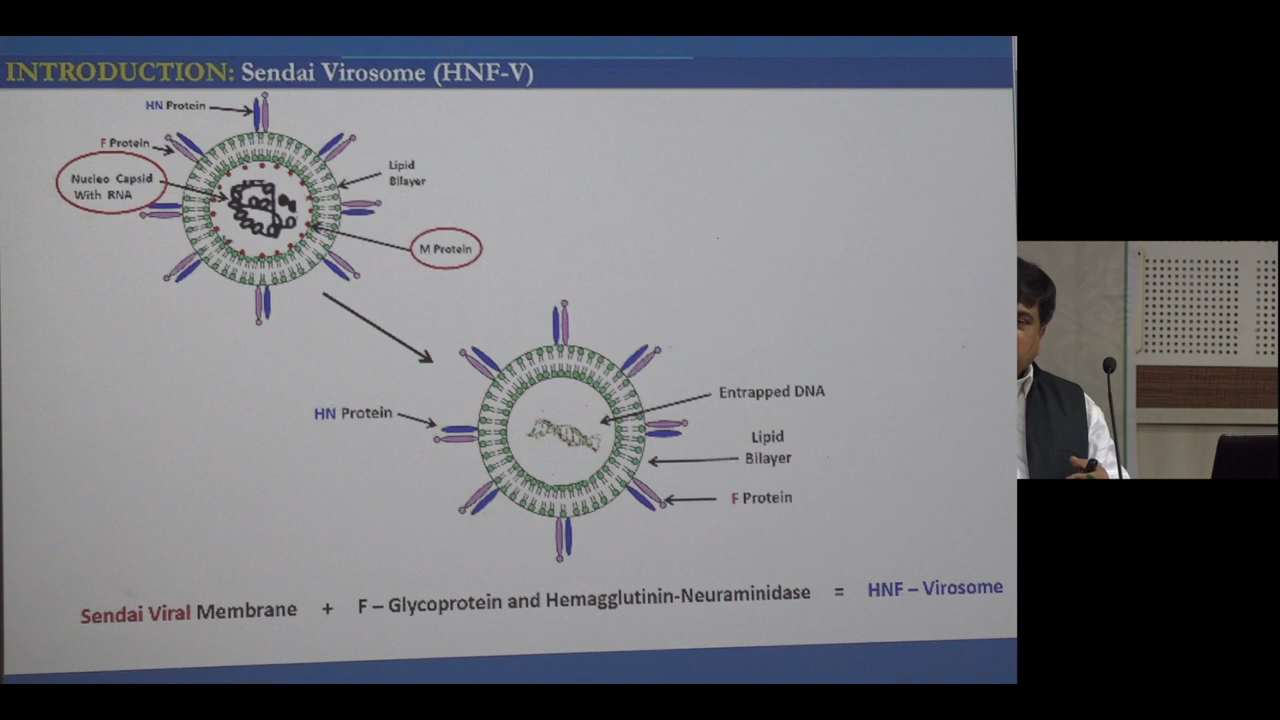 INTRODUCTION: Sendai Virosome (HNF-V)
HN Protein
F Protein
Nucleo Capsid
With RNA
Lipid
Bilayer
M Protein
HN Protein
Entrapped DNA
Lipid
Bilayer
F Protein
Sendai Viral Membrane + F – Glycoprotein and Hemagglutinin-Neuraminidase = HNF – Virosome